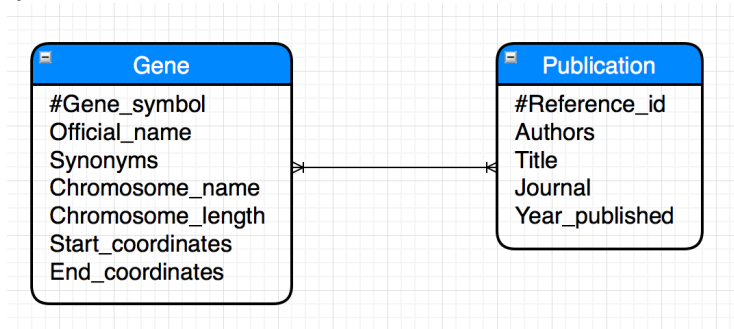 Gene
#Gene_symbol
Official_name
Synonyms
Chromosome_name
Chromosome_length
Start_coordinates
End_coordinates
Publication
#Reference_id
Authors
Title
Journal
Year_published